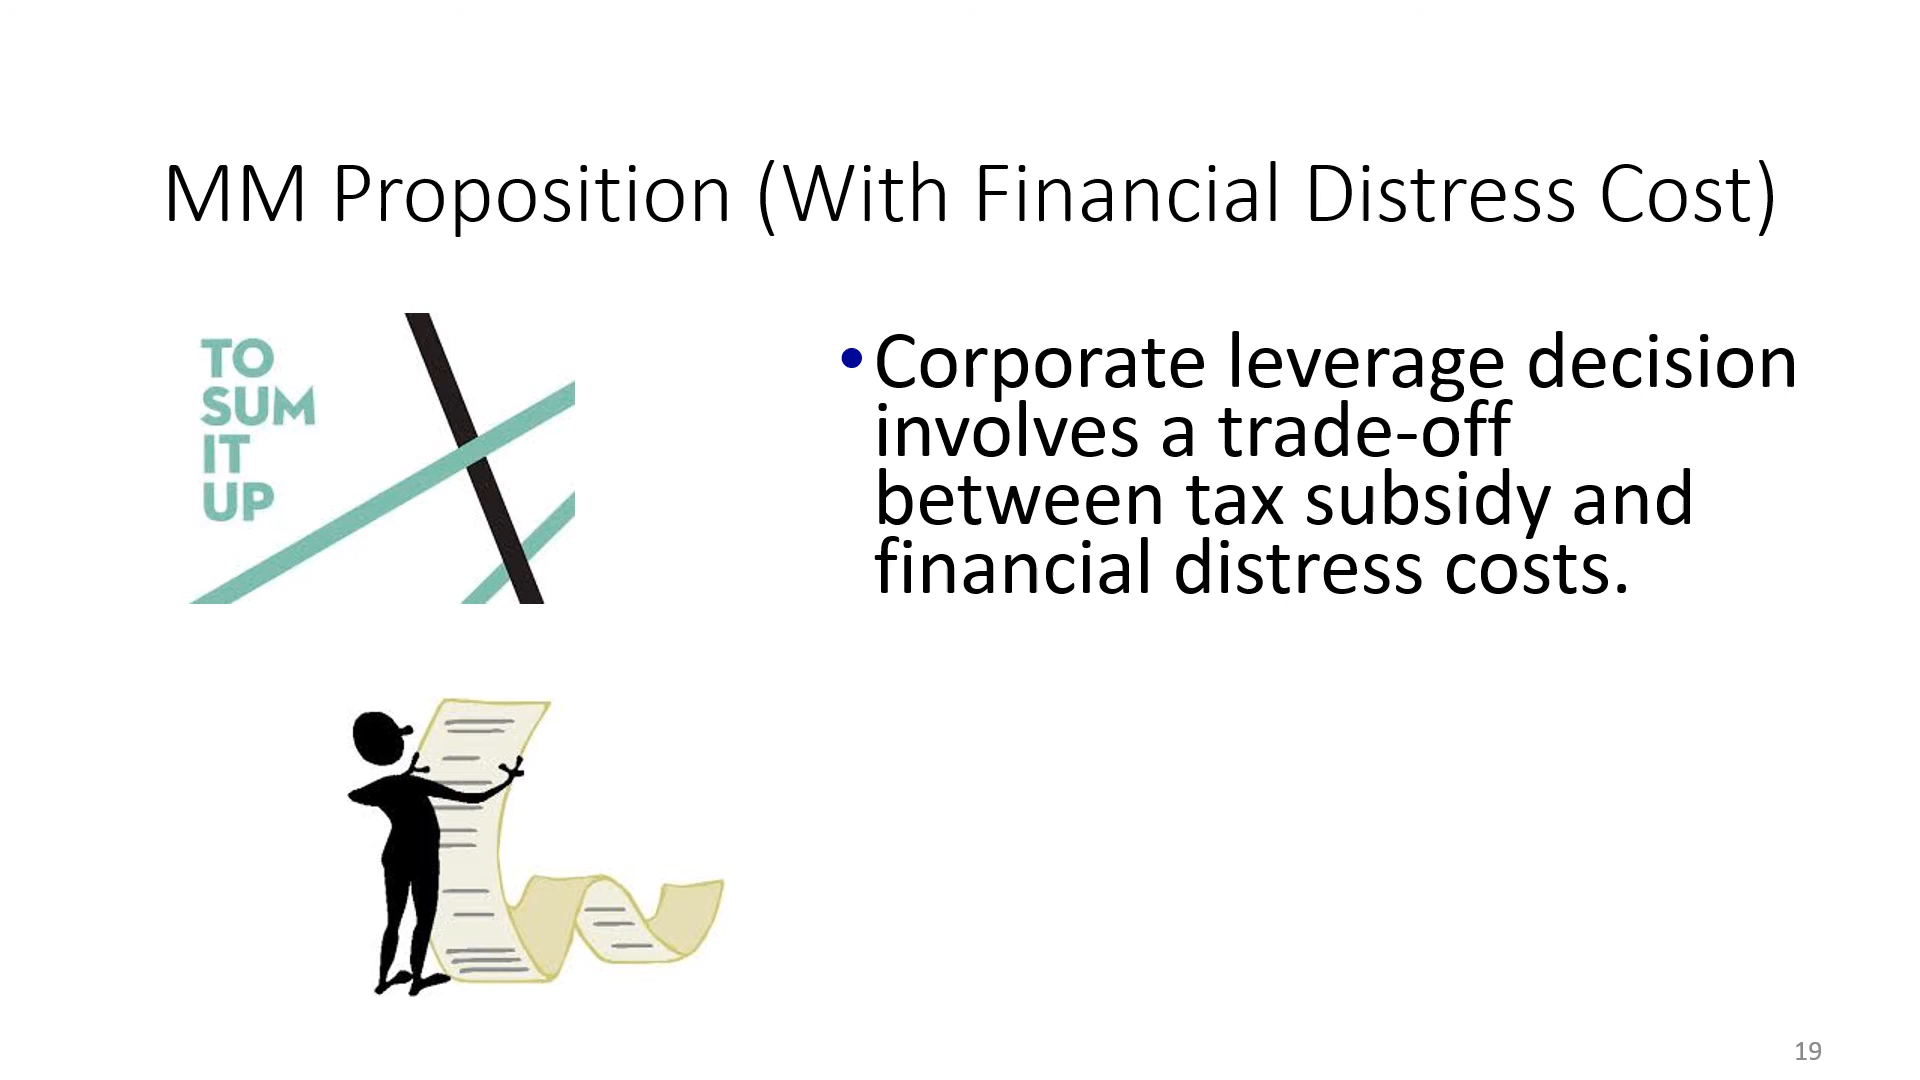 MM Proposition (With Financial Distress Cost)
TO
SUM
IT
UP
•Corporate leverage decision
involves a trade-off
between tax subsidy and
financial distress costs.
19